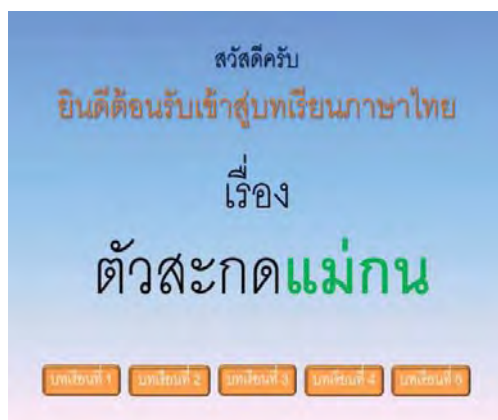 สวัสดีครับ
ยินดีต้อนรับเข้าสู่บทเรียนภาษาไทย
เรื่อง
ตัวสะกดแม่กน
บทเรียนที่ 1 บทเรียนที่ 2 บทเรียนที่ 3 บทเรียนที่ 4 บทเรียนที่ 5